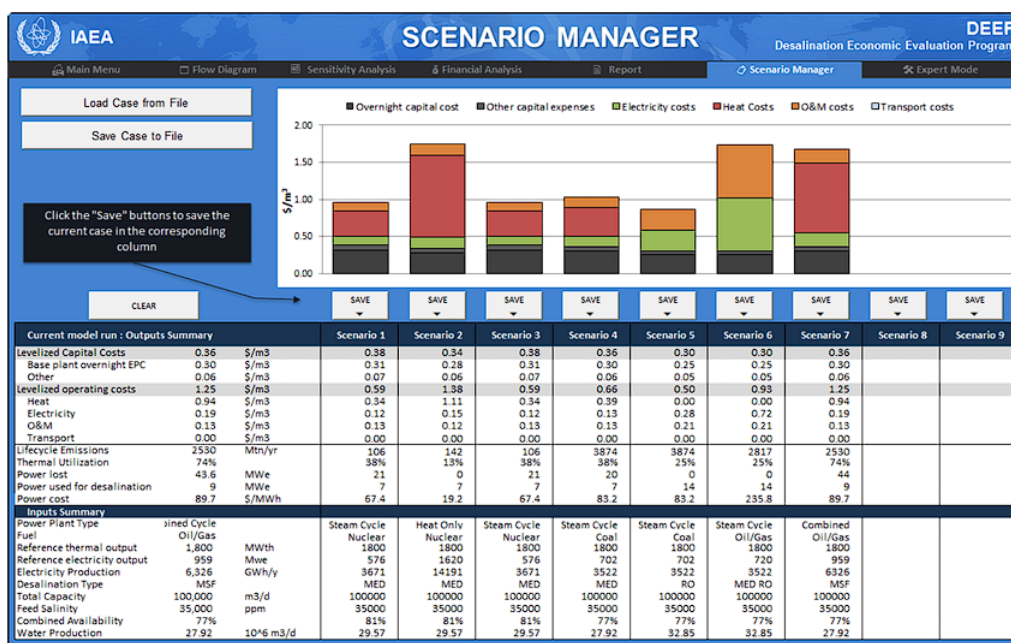 IAEA
SCENARIO MANAGER
DEEP
Desalination Economic Evaluation Program
Main Menu Flow Diagram Sensitivity Analysis Financial Analysis Report Scenario Manager Expert Mode
Load Case from File
Save Case to File
Click the "Save" buttons to save the
current case in the corresponding
column
CLEAR
Overnight capital cost Other capital expenses Electricity costs Heat Costs O&M costs Transport costs
$/m³
2.00
1.50
1.00
0.50
0.00
SAVE SAVE SAVE SAVE SAVE SAVE SAVE SAVE SAVE
Current model run : Outputs Summary Scenario 1 Scenario 2 Scenario 3 Scenario 4 Scenario 5 Scenario 6 Scenario 7 Scenario 8 Scenario 9
Levelized Capital Costs 0.36 $/m3 0.38 0.34 0.38 0.36 0.30 0.30 0.36
Base plant overnight EPC 0.30 $/m3 0.31 0.28 0.31 0.30 0.25 0.25 0.30
Other 0.06 $/m3 0.07 0.06 0.07 0.06 0.05 0.05 0.06
Levelized operating costs 1.25 $/m3 0.59 1.38 0.59 0.66 0.50 0.93 1.25
Heat 0.94 $/m3 0.34 1.11 0.34 0.39 0.00 0.00 0.94
Electricity 0.19 $/m3 0.12 0.15 0.12 0.13 0.28 0.72 0.19
O&M 0.13 $/m3 0.13 0.12 0.13 0.13 0.21 0.21 0.13
Transport 0.00 $/m3 0.00 0.00 0.00 0.00 0.00 0.00 0.00
Lifecycle Emissions 2530 Mtn/yr 106 142 106 3874 3874 2817 2530
Thermal Utilization 74% 38% 13% 38% 38% 25% 25% 74%
Power lost 43.6 MWe 21 0 21 20 0 0 44
Power used for desalination 9 MWe 7 7 7 7 14 14 9
Power cost 89.7 $/MWh 67.4 19.2 67.4 83.2 83.2 235.8 89.7
Inputs Summary
Power Plant Type ined Cycle Steam Cycle Heat Only Steam Cycle Steam Cycle Steam Cycle Steam Cycle Combined
Fuel Oil/Gas Nuclear Nuclear Nuclear Coal Coal Oil/Gas Oil/Gas
Reference thermal output 1,800 MWth 1800 1800 1800 1800 1800 1800 1800
Reference electricity output 959 Mwe 576 1620 576 702 702 720 959
Electricity Production 6,326 GWh/y 3671 14191 3671 3522 3522 3522 6326
Desalination Type MSF MED MED MED MED RO MED RO MSF
Total Capacity 100,000 m3/d 100000 100000 100000 100000 100000 100000 100000
Feed Salinity 35,000 ppm 35000 35000 35000 35000 35000 35000 35000
Combined Availability 77% 81% 81% 81% 77% 77% 77% 77%
Water Production 27.92 10^6 m3/d 29.57 29.57 29.57 27.92 32.85 32.85 27.92